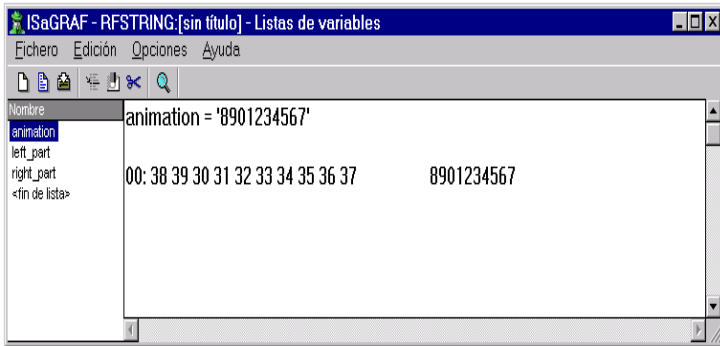 ISaGRAF - RFSTRING:[sin título] - Listas de variables
Fichero Edición Opciones Ayuda
Nombre
animation
left_part
right_part
<fin de lista>
animation = '8901234567'
00: 38 39 30 31 32 33 34 35 36 37 8901234567